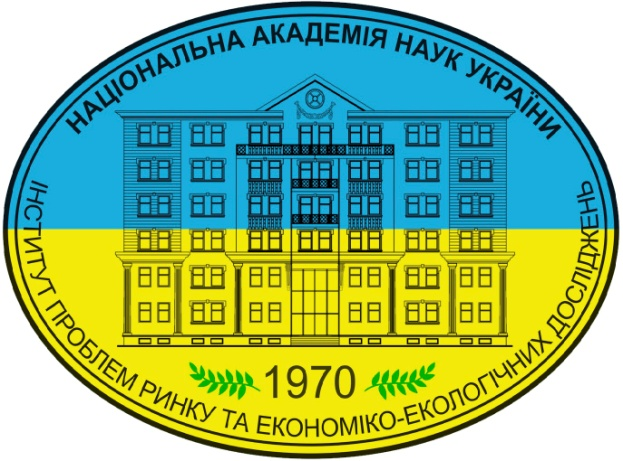 НАЦІОНАЛЬНА АКАДЕМІЯ НАУК УКРАЇНИ
1970
ІНСТИТУТ ПРОБЛЕМ РИНКУ ТА ЕКОНОМІКО-ЕКОЛОГІЧНИХ ДОСЛІДЖЕНЬ